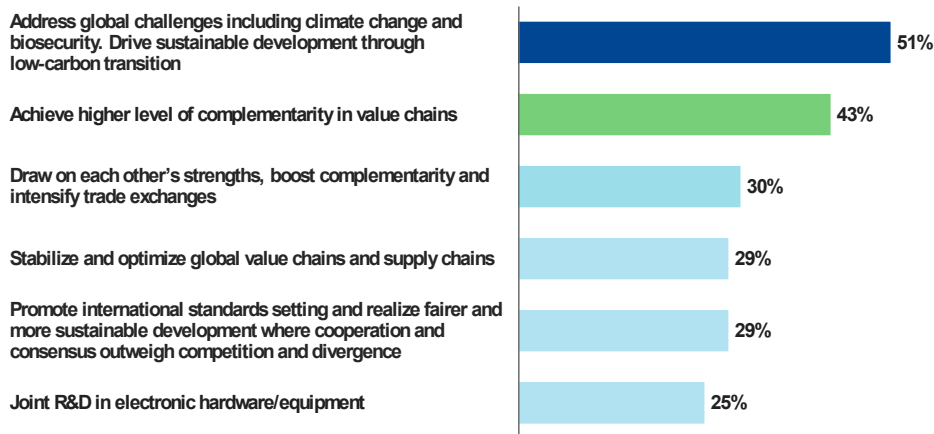 Address global challenges including climate change and
biosecurity. Drive sustainable development through
low-carbon transition
51%
Achieve higher level of complementarity in value chains
43%
Draw on each other's strengths, boost complementarity and
intensify trade exchanges
30%
Stabilize and optimize global value chains and supply chains
29%
Promote international standards setting and realize fairer and
more sustainable development where cooperation and
consensus outweigh competition and divergence
29%
Joint R&D in electronic hardware/equipment
25%